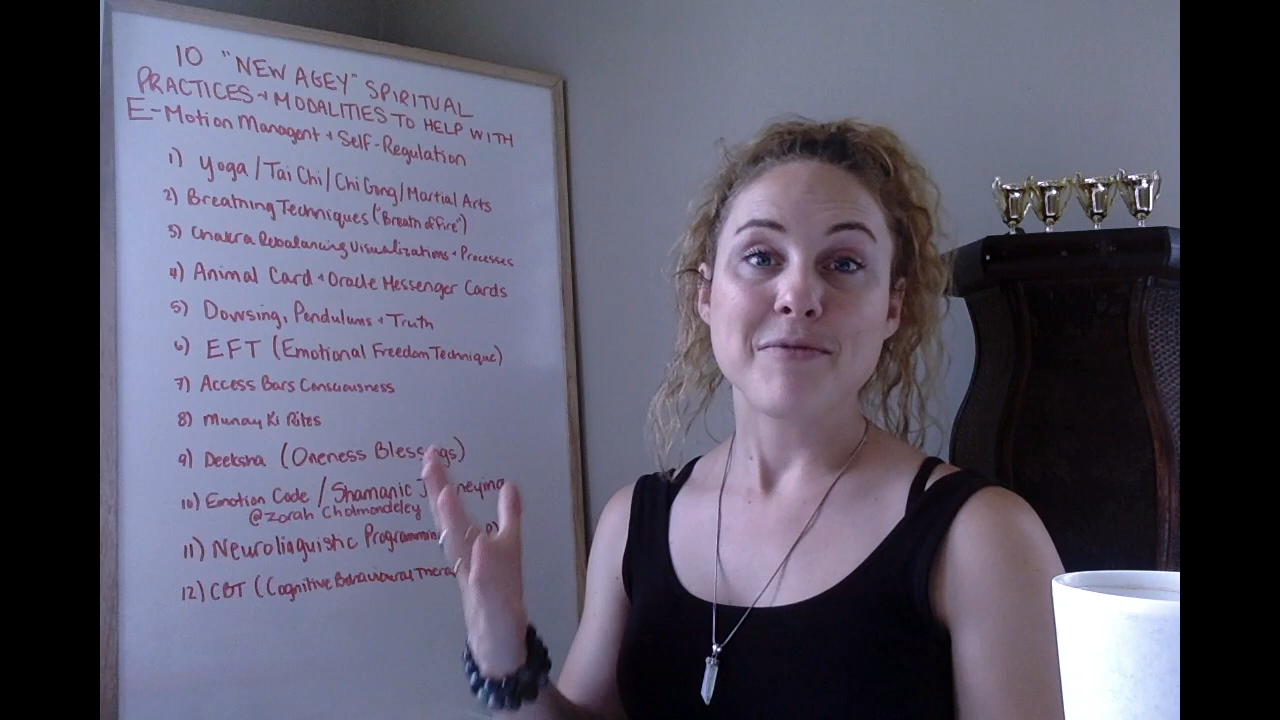 10 "NEW AGEY" SPIRITUAL
PRACTICES + MODALITIES TO HELP WITH
E-Motion Managent + Self-Regulation
1) Yoga / Tai Chi / Chi Gong / Martial Arts
2) Breathing Techniques ("Breath of Fire")
3) Chakra Rebalancing Visualizations + Processes
4) Animal Card + Oracle Messenger Cards
5) Dowsing, Pendulums + Truth
6) EFT (Emotional Freedom Technique)
7) Access Bars Consciousness
8) Munay Ki Rites
9) Deeksha (Oneness Blessings)
10) Emotion Code / Shamanic
@Zorah Cholmondeley
11) Neurolinguistic
12) CBT (Cognitive Behavioural